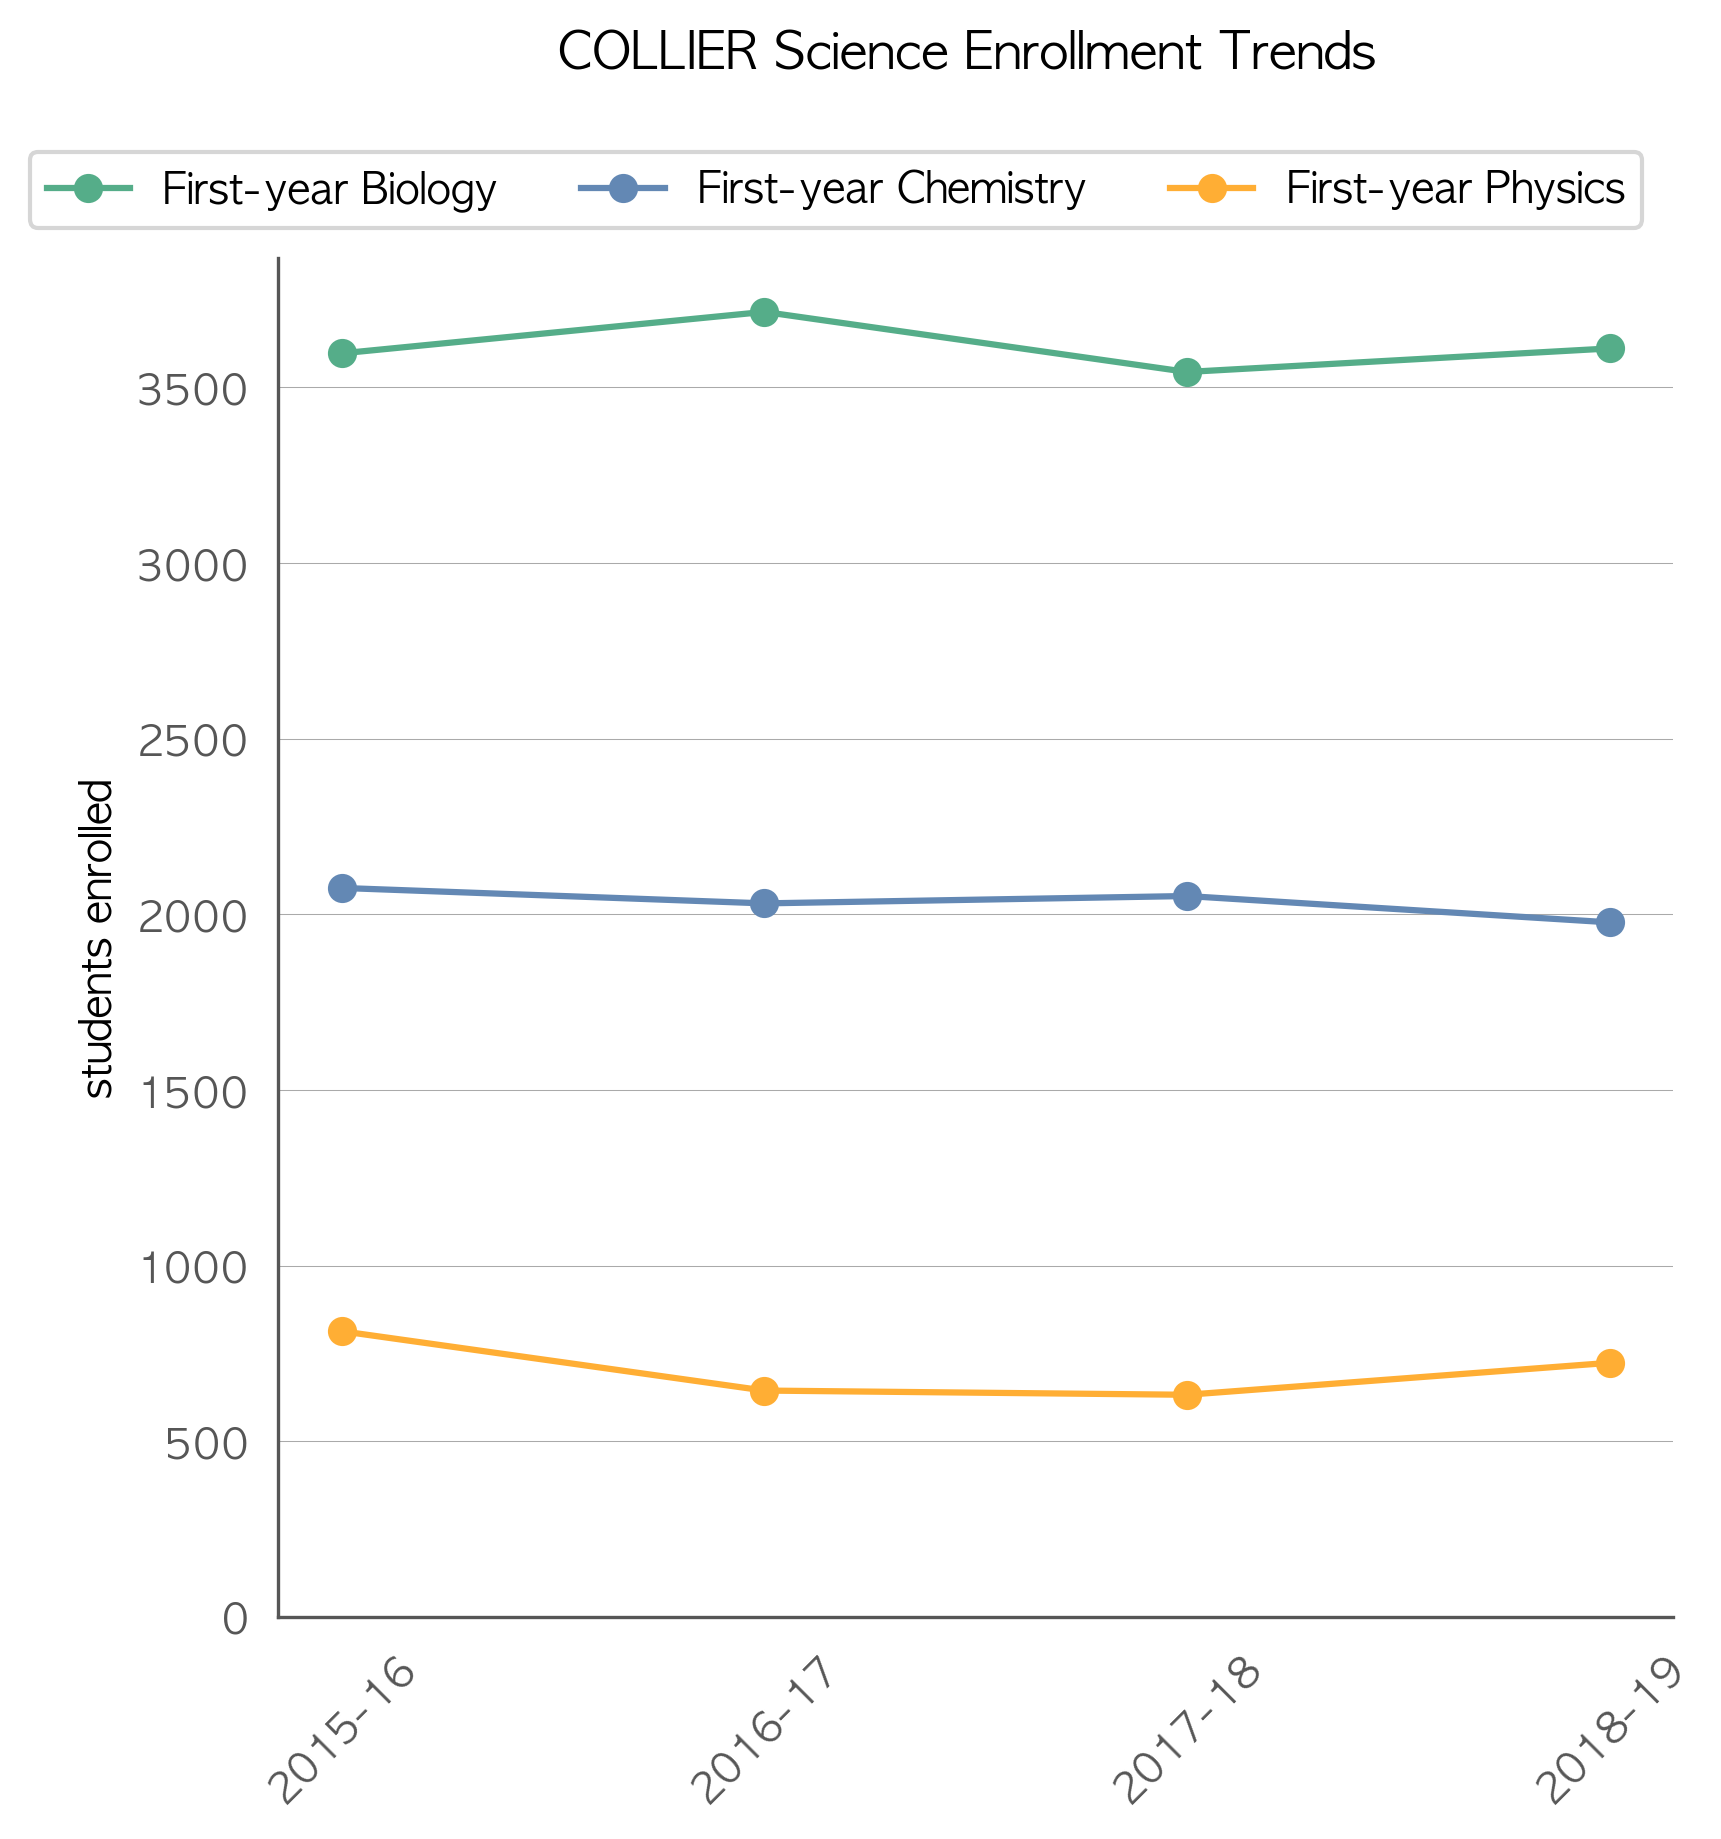 COLLIER Science Enrollment Trends
First-year Biology First-year Chemistry First-year Physics
3500
3000
2500
2000
1500
1000
500
0
students enrolled
2015-16 2016-17 2017-18 2018-19